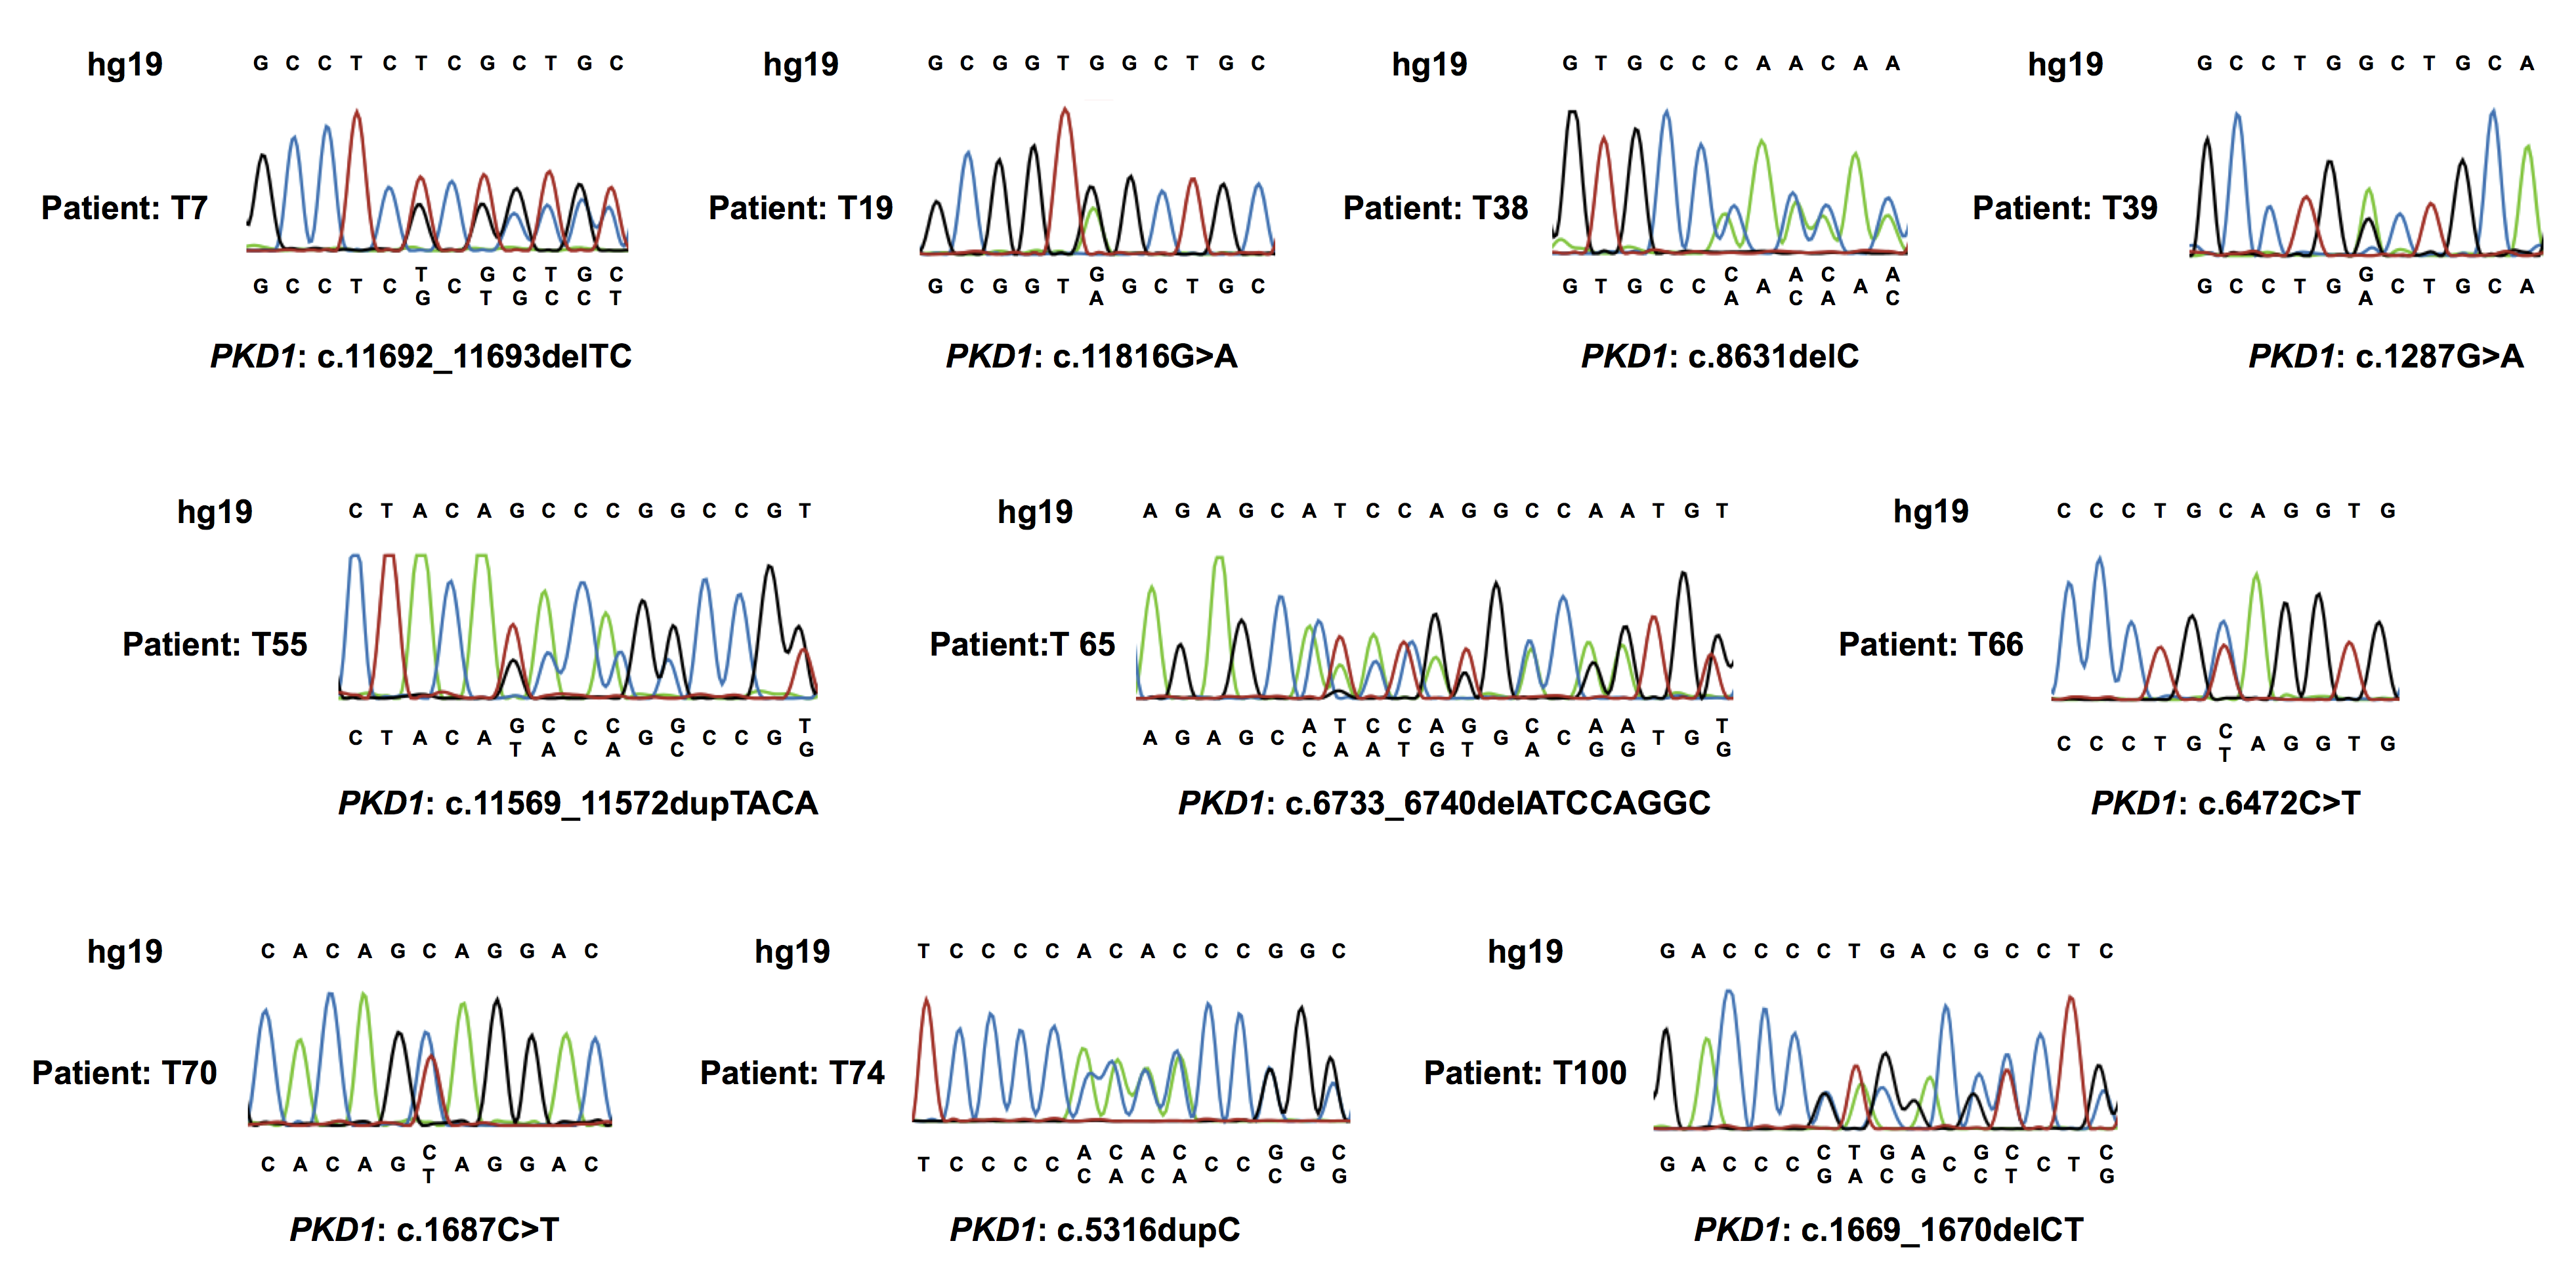 hg19 G C C T C T C G C T G C
Patient: T7
G C C T C T C G C T G C
G T G C C T
PKD1: c.11692_11693delTC
hg19 G C G G T G G C T G C
Patient: T19
G C G G T G G C T G C
A
PKD1: c.11816G>A
hg19 G T G C C C A A C A A
Patient: T38
G T G C C C A A C A A
A C A C
PKD1: c.8631delC
hg19 G C C T G G C T G C A
Patient: T39
G C C T G G C T G C A
A
PKD1: c.1287G>A
hg19 C T A C A G C C C G G C C G T
Patient: T55
C T A C A G C C C G G C C G T
T A A C G
PKD1: c.11569_11572dupTACA
hg19 A G A G C A T C C A G G C C A A T G T
Patient:T 65
A G A G C A T C C A G G C C A A T G T
C A A T G T A G G G
PKD1: c.6733_6740delATCCAGGC
hg19 C C C T G C A G G T G
Patient: T66
C C C T G C A G G T G
T
PKD1: c.6472C>T
hg19 C A C A G C A G G A C
Patient: T70
C A C A G C A G G A C
T
PKD1: c.1687C>T
hg19 T C C C C A C A C C C G G C
Patient: T74
T C C C C A C A C C C G G C
C A C A C G
PKD1: c.5316dupC
hg19 G A C C C C T G A C G C C T C
Patient: T100
G A C C C C T G A C G C C T C
G A C G C T G
PKD1: c.1669_1670delCT